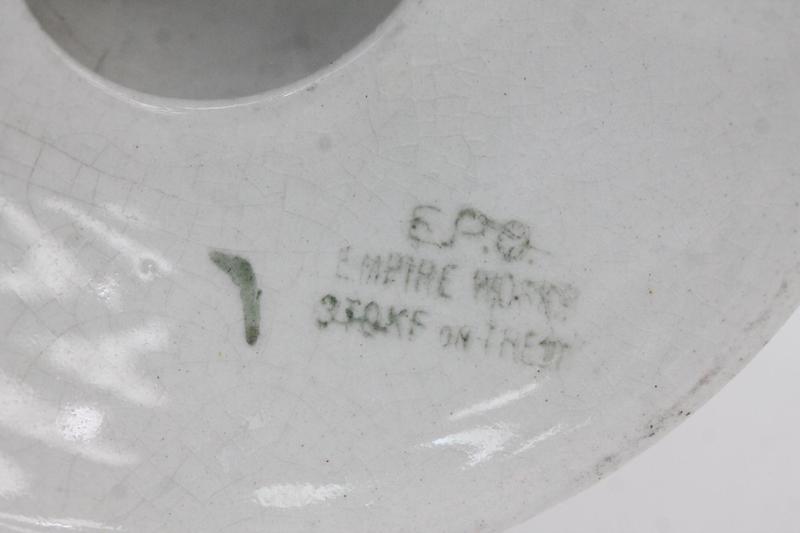 E.P.Co.
EMPIRE WORKS
STOKE ON TRENT